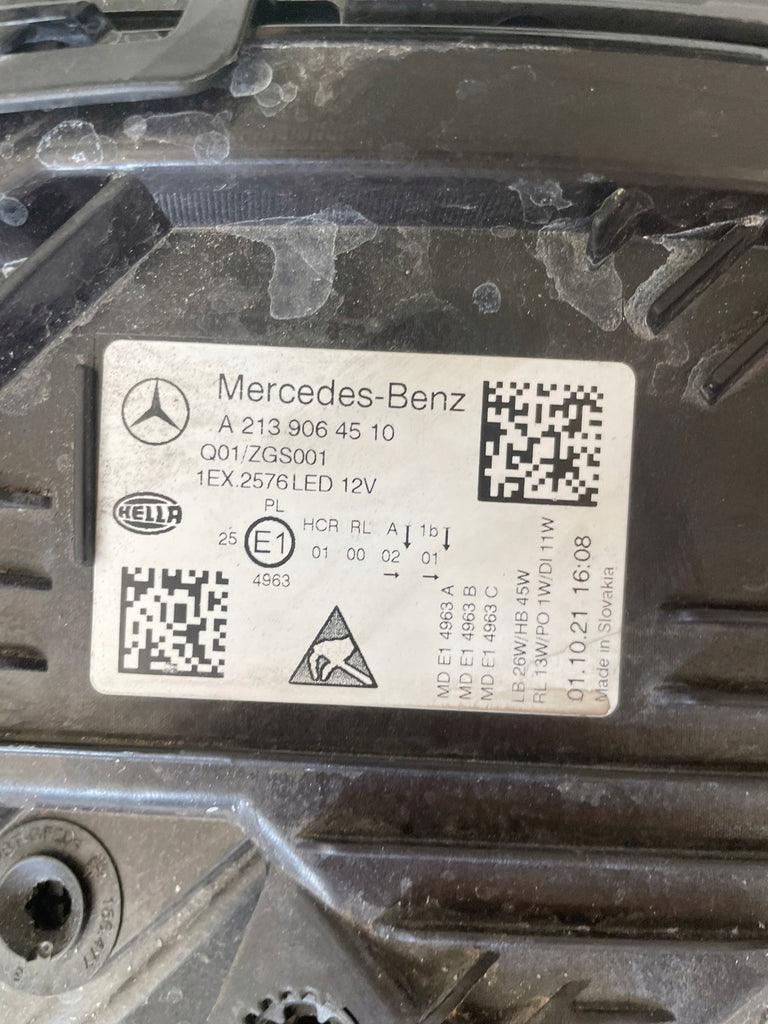 Mercedes-Benz
A 213 906 45 10
Q01/ZGS001
1EX.2576 LED 12V
HELLA
PL
25 E1 HCR RL A 1b
01 00 02 01
4963
MD E1 4963 A
MD E1 4963 B
MD E1 4963 C
LB 26W/HB 45W
RL 13W/PO 1W/DI 11W
01.10.21 16:08
Made in Slovakia